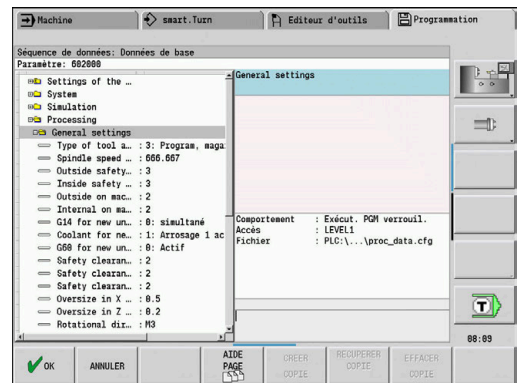 Machine
smart.Turn
Editeur d'outils
Programmation
Séquence de données: Données de base
Paramètre: 602000
Settings of the …
System
Simulation
Processing
General settings
Type of tool a… : 3: Program, maga
Spindle speed … : 666.667
Outside safety… : 3
Inside safety … : 3
Outside on mac… : 2
Internal on ma… : 2
G14 for new un… : 0: simultané
Coolant for ne… : 1: Arrosage 1 ac
G60 for new un… : 0: Actif
Safety clearan… : 2
Safety clearan… : 2
Safety clearan… : 2
Oversize in X … : 0.5
Oversize in Z … : 0.2
Rotational dir… : M3
General settings
Comportement : Exécut. PGM verrouil.
Accès : LEVEL1
Fichier : PLC:\...\proc_data.cfg
T
08:09
OK
ANNULER
AIDE PAGE
CRÉER COPIE
RECUPERER COPIE
EFFACER COPIE